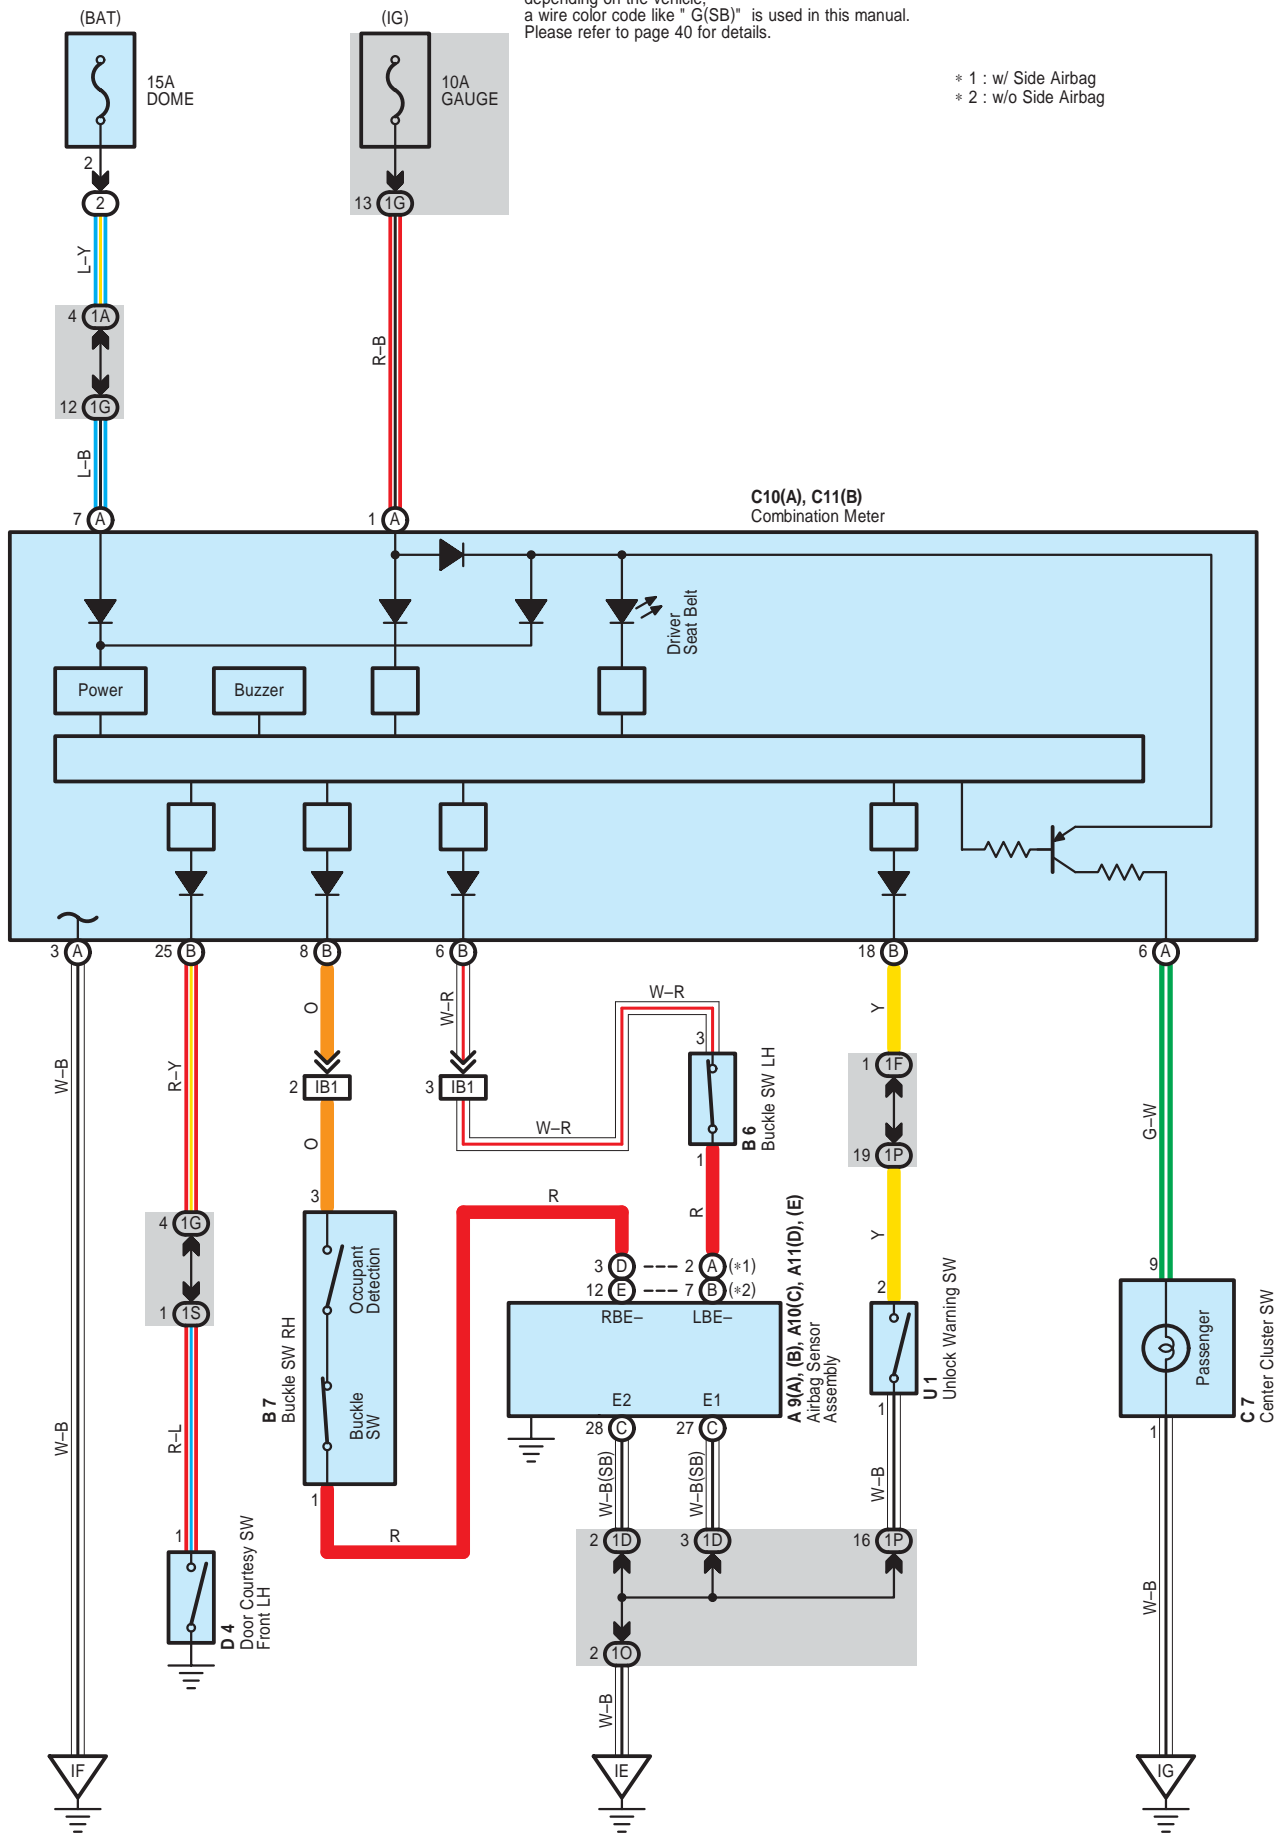 depending on the vehicle,
a wire color code like " G(SB)" is used in this manual.
Please refer to page 40 for details.
(BAT)
(IG)
∗ 1 : w/ Side Airbag
∗ 2 : w/o Side Airbag
15A
DOME
10A
GAUGE
2
2
13 1G
L–Y
4 1A
R–B
12 1G
L–B
C10(A), C11(B)
Combination Meter
7 A
1 A
Driver
Seat Belt
Power
Buzzer
3 A
25 B
8 B
6 B
18 B
6 A
W–B
R–Y
O
W–R
W–R
Y
G–W
2 IB1
3 IB1
3
B 6
Buckle SW LH
1
1 1F
19 1P
O
W–R
R
R
Y
3
4 1G
1 1S
Occupant
Detection
Buckle
SW
B 7
Buckle SW RH
1
R
3 D
2 A (∗1)
12 E
7 B (∗2)
RBE–
LBE–
E2
E1
A 9(A), (B), A10(C), A11(D), (E)
Airbag Sensor
Assembly
28 C
27 C
2
U 1
Unlock Warning SW
1
9
Passenger
C 7
Center Cluster SW
1
W–B
R–L
W–B(SB)
W–B(SB)
W–B
1
D 4
Door Courtesy SW
Front LH
2 1D
3 1D
16 1P
2 1O
W–B
W–B
IF
IE
IG